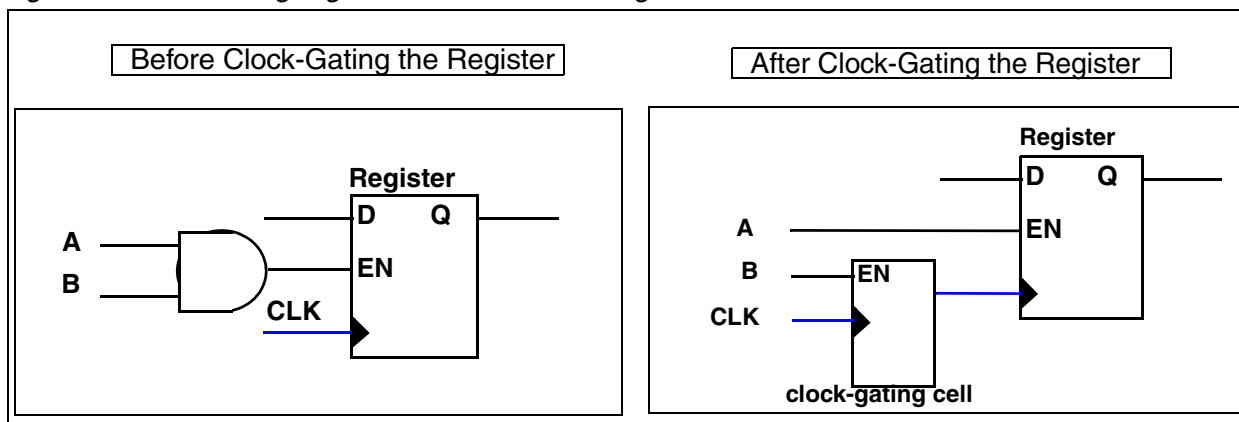 Before Clock-Gating the Register
After Clock-Gating the Register
Register
D Q
A
EN
B
CLK
Register
D Q
A
EN
B
EN
CLK
clock-gating cell